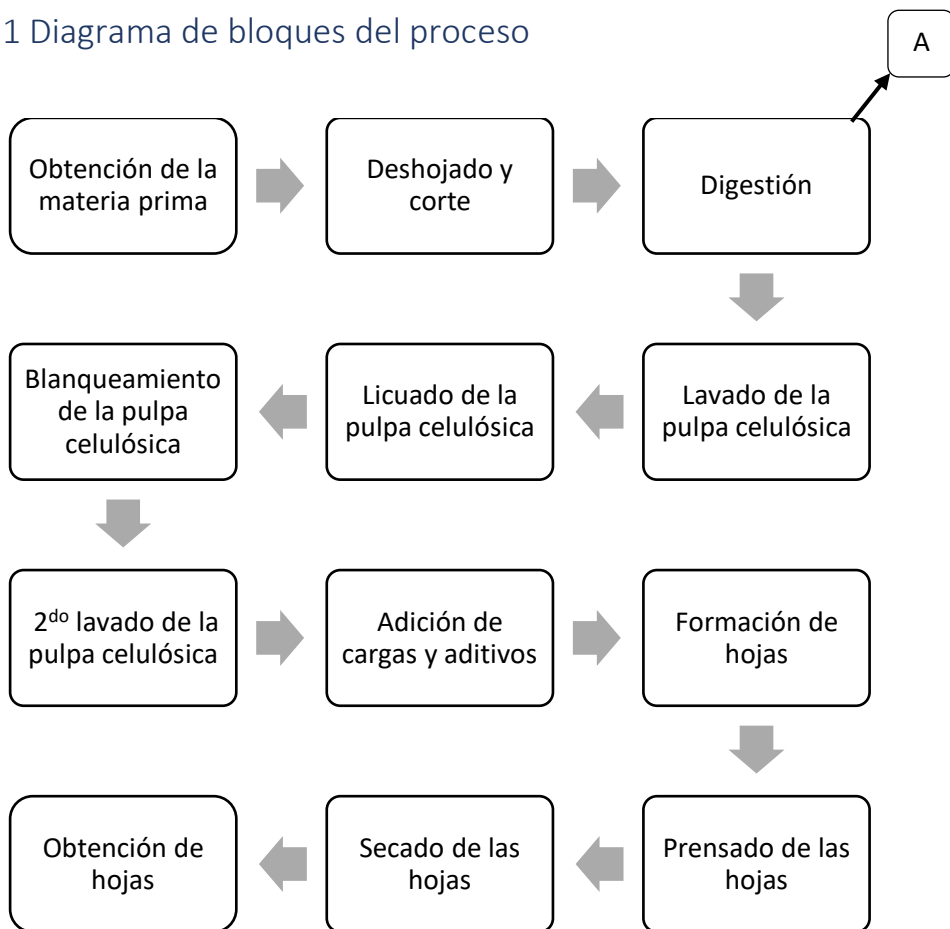 1 Diagrama de bloques del proceso
A
Obtención de la
materia prima
Deshojado y
corte
Digestión
Lavado de la
pulpa celulósica
Licuado de la
pulpa celulósica
Blanqueamiento
de la pulpa
celulósica
2do lavado de la
pulpa celulósica
Adición de
cargas y aditivos
Formación de
hojas
Prensado de las
hojas
Secado de las
hojas
Obtención de
hojas